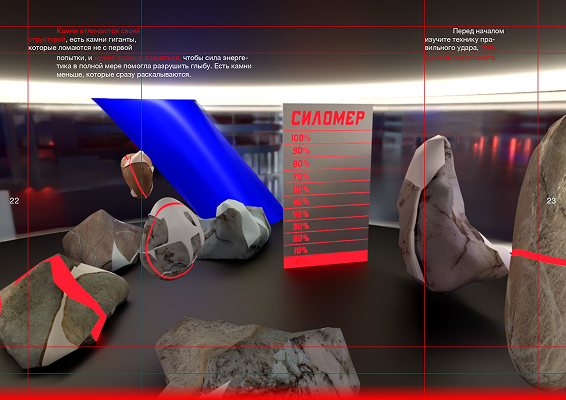 Камни отличаются своей
структурой, есть камни гиганты,
которые ломаются не с первой
попытки, и нужно хорошо чтобы сила энерге-
тика в полной мере помогла разрушить глыбу. Есть камни
меньше, которые сразу раскалываются.
Перед началом
изучите технику пра-
вильного удара,
22
23
СИЛОМЕР
100%
90%
80%
70%
40%
30%
20%
10%